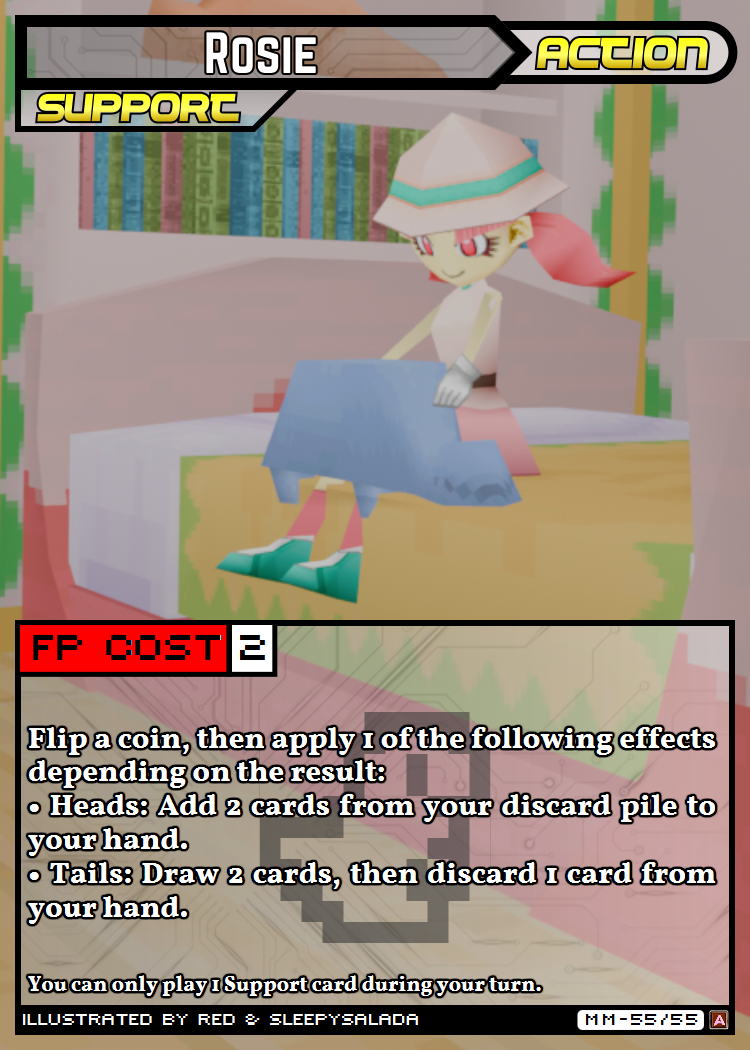 Rosie
ACTION
SUPPORT
FP COST 2
Flip a coin, then apply 1 of the following effects
depending on the result:
• Heads: Add 2 cards from your discard pile to
your hand.
• Tails: Draw 2 cards, then discard 1 card from
your hand.
You can only play 1 Support card during your turn.
ILLUSTRATED BY RED & SLEEPYSALADA
MM-55/55 A